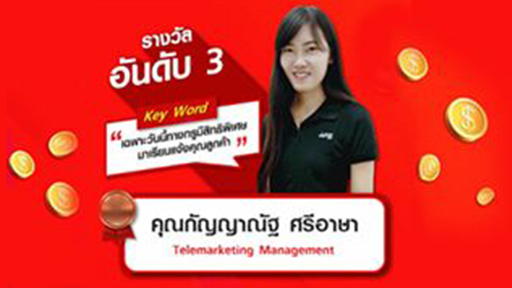 รางวัล
อันดับ 3
Key Word
“เฉพาะวันนี้ทางทรูมีสิทธิพิเศษ
มาเรียนแจ้งคุณลูกค้า”
คุณกัญญาณัฐ ศรีอาษา
Telemarketing Management